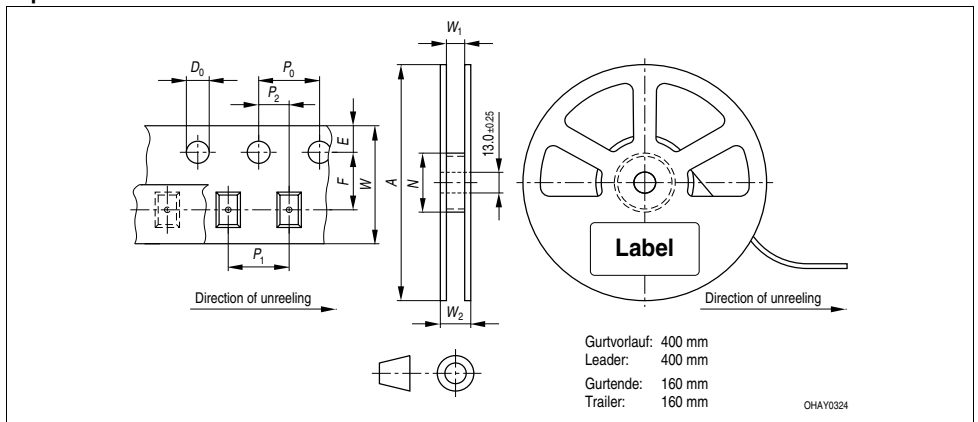 W1
D0
P0
P2
E
F
W
A
N
13.0 ±0.25
P1
W2
Label
Direction of unreeling
Direction of unreeling
Gurtvorlauf: 400 mm
Leader: 400 mm
Gurtende: 160 mm
Trailer: 160 mm
OHAY0324